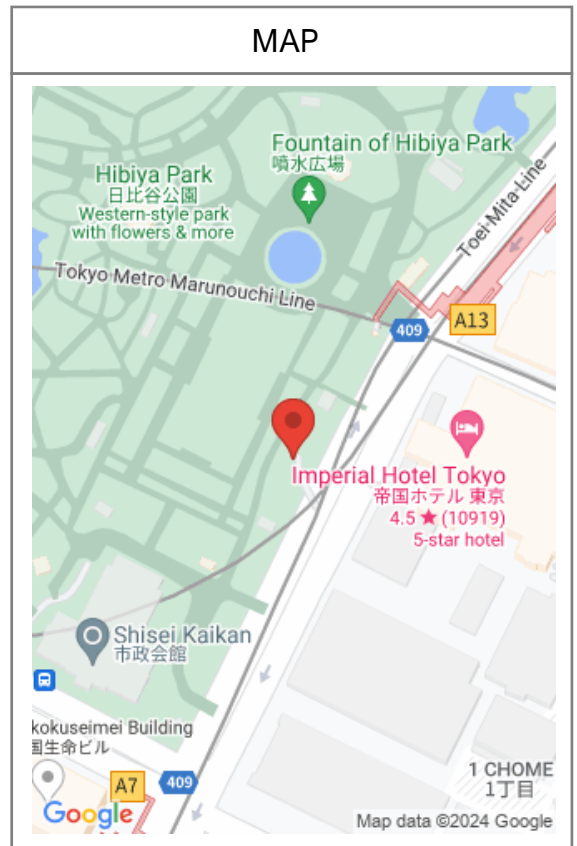 MAP
Fountain of Hibiya Park
噴水広場
Hibiya Park
日比谷公園
Western-style park
with flowers & more
Toei Mita Line
Tokyo Metro Marunouchi Line
A13
409
Imperial Hotel Tokyo
帝国ホテル 東京
4.5 ★ (10919)
5-star hotel
Shisei Kaikan
市政会館
kokuseimei Building
国生命ビル
1 CHOME
1丁目
A7
409
Google
Map data ©2024 Google